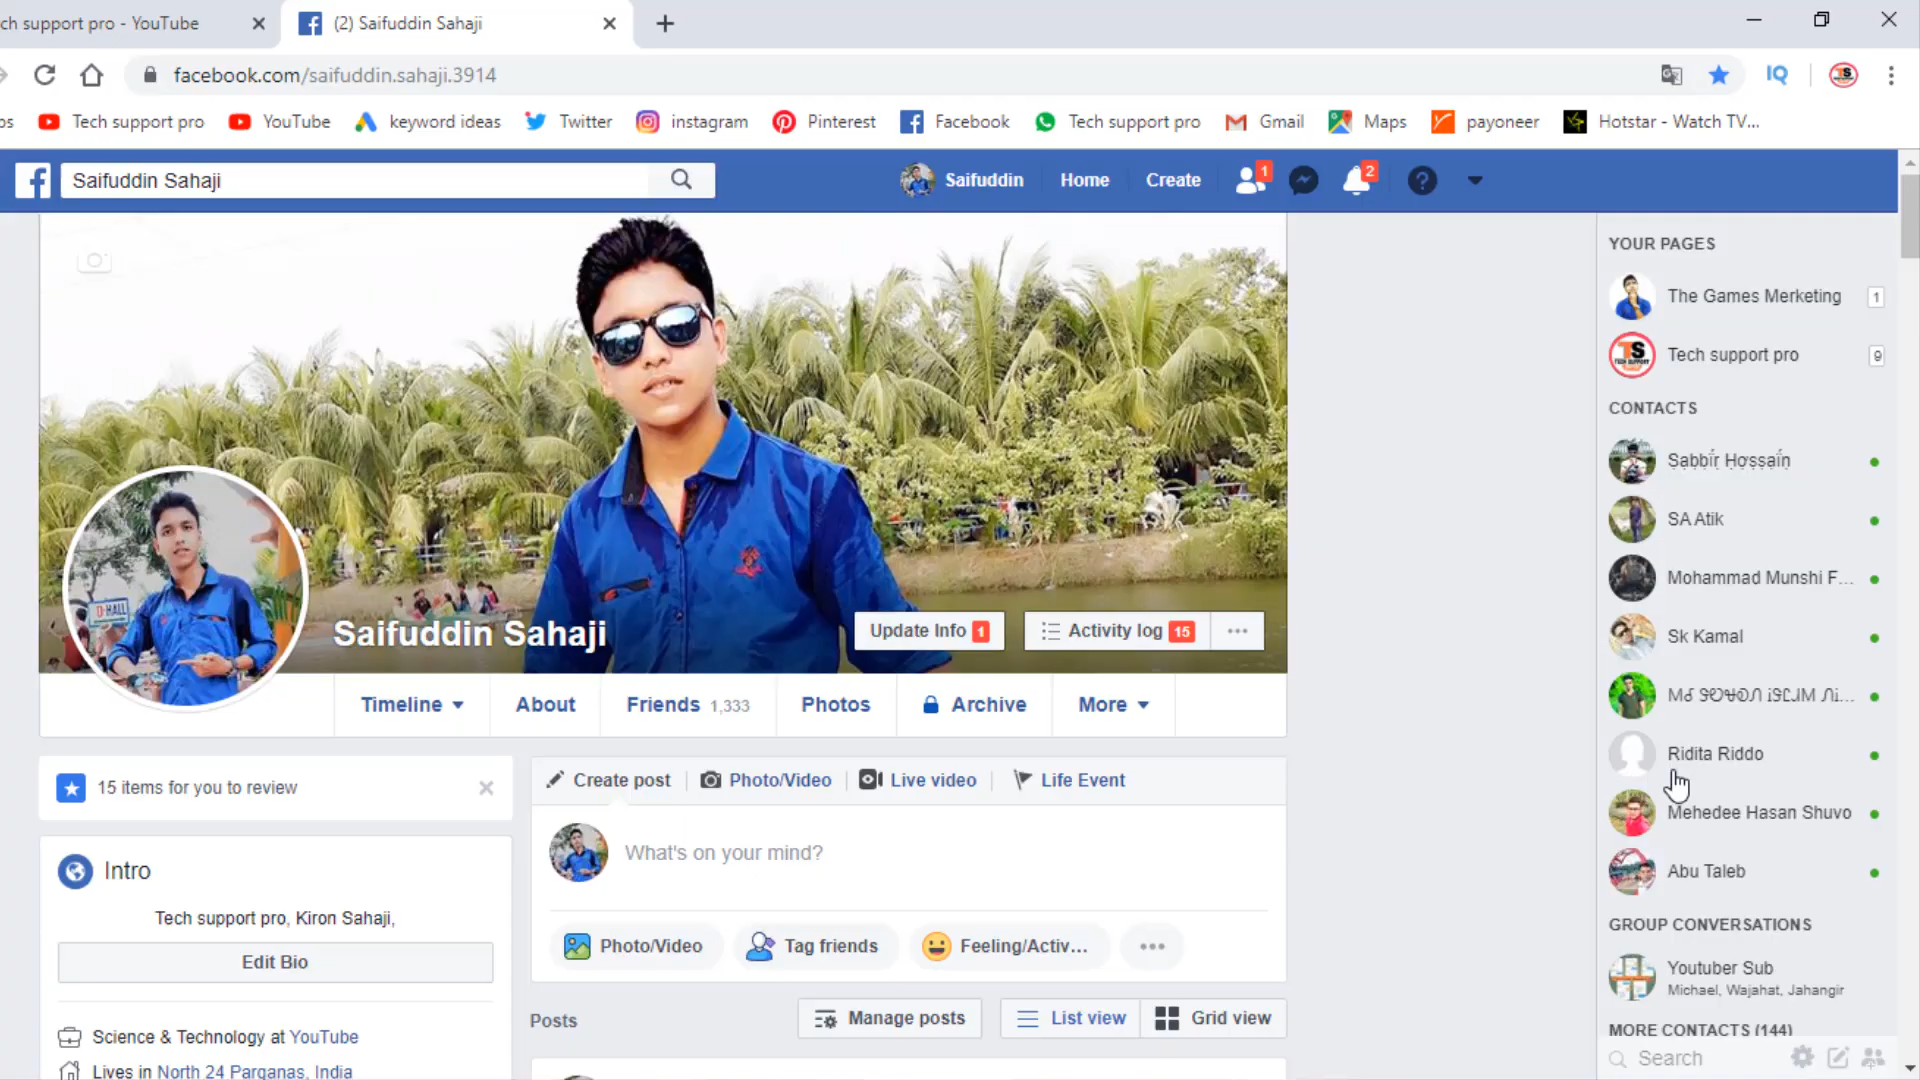 ch support pro - YouTube
(2) Saifuddin Sahaji
facebook.com/saifuddin.sahaji.3914
ps
Tech support pro
YouTube
keyword ideas
Twitter
instagram
Pinterest
Facebook
Tech support pro
Gmail
Maps
payoneer
Hotstar - Watch TV...
Saifuddin Sahaji
Saifuddin
Home
Create
1
2
YOUR PAGES
The Games Merketing 1
Tech support pro 9
CONTACTS
SA Atik
Mohammad Munshi F...
Sk Kamal
Ridita Riddo
Mehedee Hasan Shuvo
Abu Taleb
GROUP CONVERSATIONS
Youtuber Sub
Michael, Wajahat, Jahangir
MORE CONTACTS (144)
Search
D-HALL
Saifuddin Sahaji
Update Info 1
Activity log 15
Timeline
About
Friends 1,333
Photos
Archive
More
15 items for you to review
Intro
Tech support pro, Kiron Sahaji,
Edit Bio
Science & Technology at YouTube
Lives in North 24 Parganas, India
Create post
Photo/Video
Live video
Life Event
What's on your mind?
Photo/Video
Tag friends
Feeling/Activ...
Posts
Manage posts
List view
Grid view